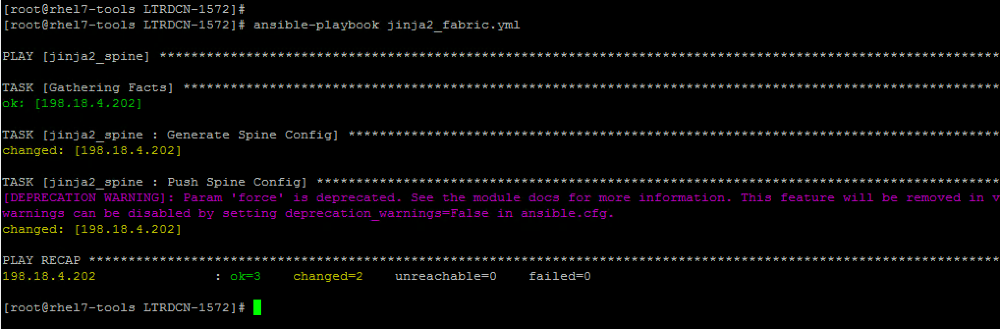 [root@rhel7-tools LTRDCN-1572]#
[root@rhel7-tools LTRDCN-1572]# ansible-playbook jinja2_fabric.yml
PLAY [jinja2_spine] **********************************************************************************************************
TASK [Gathering Facts] *******************************************************************************************************
ok: [198.18.4.202]
TASK [jinja2_spine : Generate Spine Config] **********************************************************************************
changed: [198.18.4.202]
TASK [jinja2_spine : Push Spine Config] **************************************************************************************
[DEPRECATION WARNING]: Param 'force' is deprecated. See the module docs for more information. This feature will be removed in v
warnings can be disabled by setting deprecation_warnings=False in ansible.cfg.
changed: [198.18.4.202]
PLAY RECAP *******************************************************************************************************************
198.18.4.202 : ok=3 changed=2 unreachable=0 failed=0
[root@rhel7-tools LTRDCN-1572]#